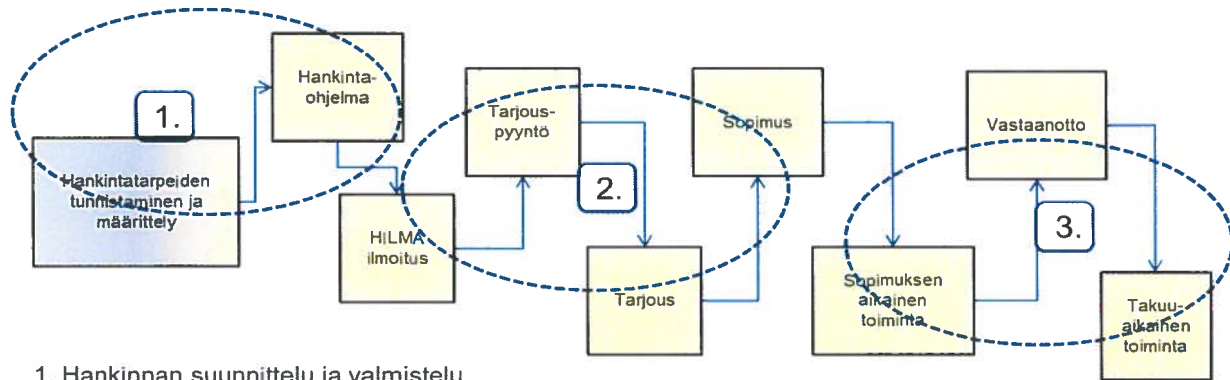 1.
Hankinta-
ohjelma
Hankintatarpeiden
tunnistaminen ja
määrittely
HILMA
ilmoitus
Tarjous-
pyyntö
2.
Tarjous
Sopimus
Sopimuksen
aikainen
toiminta
Vastaanotto
3.
Takuu-
aikainen
toiminta
1. Hankinnan suunnittelu ja valmistelu